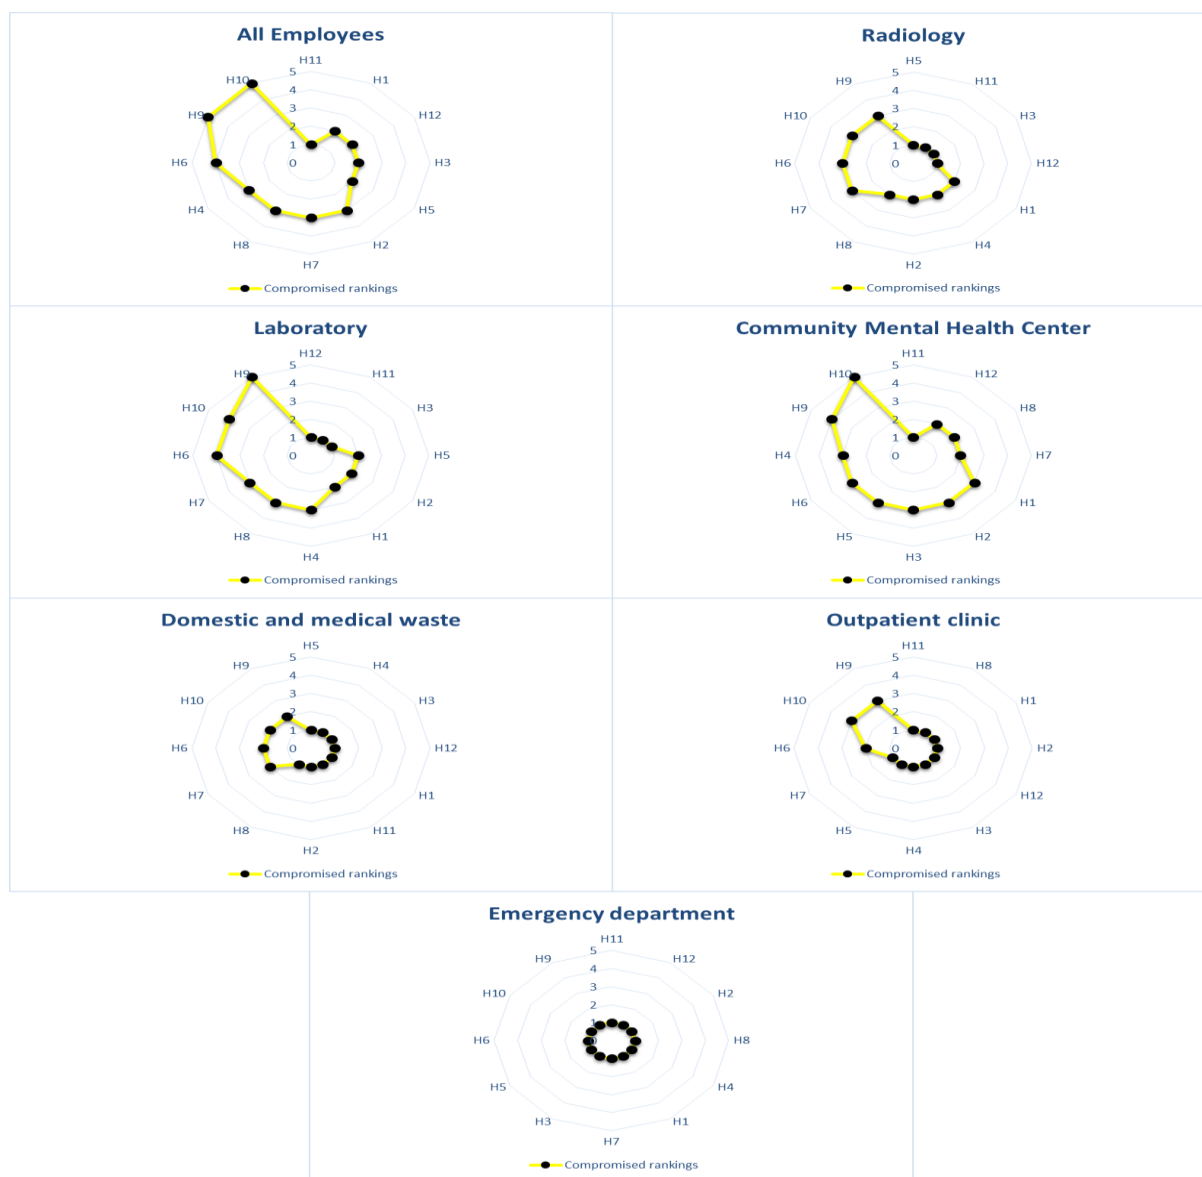 All Employees
H11
H10 5 H1
4
H9 3 H12
2
1
H6 0 H3
H4 H5
H8 H2
H7
Compromised rankings
Radiology
H5
H9 5 H11
4
H10 3 H3
2
1
H6 0 H12
H7 H1
H8 H4
H2
Compromised rankings
Laboratory
H12
H9 5 H11
4
H10 3 H3
2
1
H6 0 H5
H7 H2
H8 H1
H4
Compromised rankings
Community Mental Health Center
H11
H10 5 H12
4
H9 3 H8
2
1
H4 0 H7
H6 H1
H5 H2
H3
Compromised rankings
Domestic and medical waste
H5
H9 5 H4
4
H10 3 H3
2
1
H6 0 H12
H7 H1
H8 H11
H2
Compromised rankings
Outpatient clinic
H11
H9 5 H8
4
H10 3 H1
2
1
H6 0 H2
H7 H12
H5 H3
H4
Compromised rankings
Emergency department
H11
H9 5 H12
4
H10 3 H2
2
1
H6 0 H8
H5 H4
H3 H1
H7
Compromised rankings